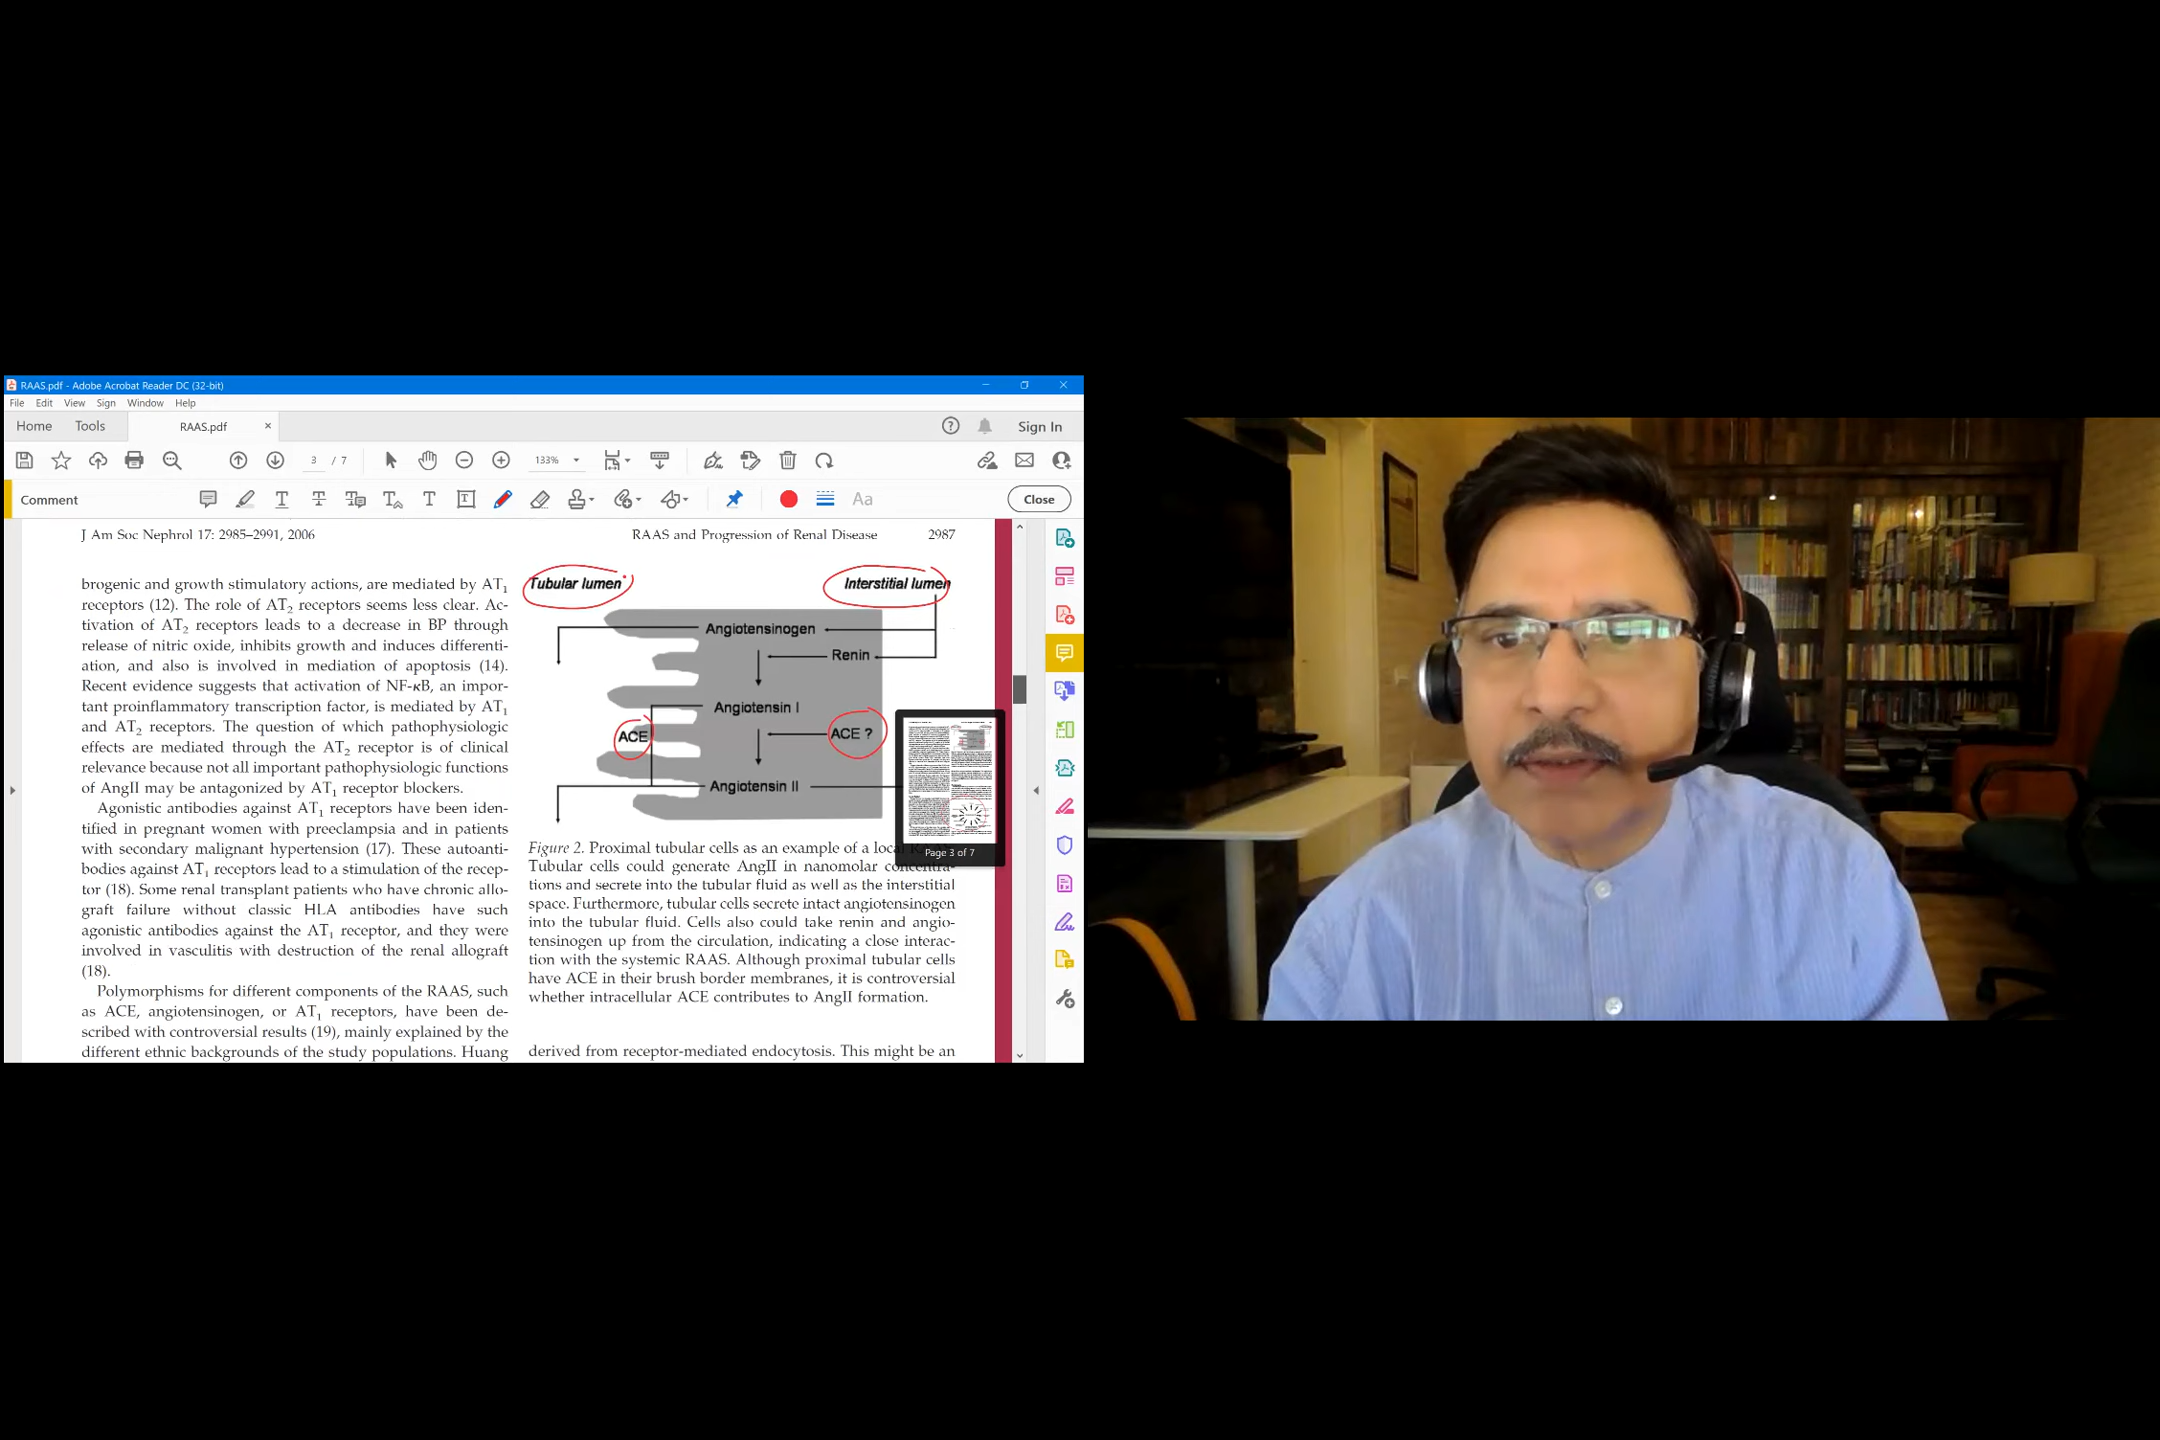 RAAS.pdf - Adobe Acrobat Reader DC (32-bit)
File Edit View Sign Window Help
Home Tools RAAS.pdf × Sign In
3 / 7 133%
Comment Aa Close
J Am Soc Nephrol 17: 2985–2991, 2006 RAAS and Progression of Renal Disease 2987
brogenic and growth stimulatory actions, are mediated by AT1
receptors (12). The role of AT2 receptors seems less clear. Ac-
tivation of AT2 receptors leads to a decrease in BP through
release of nitric oxide, inhibits growth and induces differenti-
ation, and also is involved in mediation of apoptosis (14).
Recent evidence suggests that activation of NF-κB, an impor-
tant proinflammatory transcription factor, is mediated by AT1
and AT2 receptors. The question of which pathophysiologic
effects are mediated through the AT2 receptor is of clinical
relevance because not all important pathophysiologic functions
of AngII may be antagonized by AT1 receptor blockers.
Agonistic antibodies against AT1 receptors have been iden-
tified in pregnant women with preeclampsia and in patients
with secondary malignant hypertension (17). These autoanti-
bodies against AT1 receptors lead to a stimulation of the recep-
tor (18). Some renal transplant patients who have chronic allo-
graft failure without classic HLA antibodies have such
agonistic antibodies against the AT1 receptor, and they were
involved in vasculitis with destruction of the renal allograft
(18).
Polymorphisms for different components of the RAAS, such
as ACE, angiotensinogen, or AT1 receptors, have been de-
scribed with controversial results (19), mainly explained by the
different ethnic backgrounds of the study populations. Huang
Tubular lumen Interstitial lumen
Angiotensinogen
Renin
Angiotensin I
ACE ACE ?
Angiotensin II
Page 3 of 7
Figure 2. Proximal tubular cells as an example of a local
Tubular cells could generate AngII in nanomolar concentra-
tions and secrete into the tubular fluid as well as the interstitial
space. Furthermore, tubular cells secrete intact angiotensinogen
into the tubular fluid. Cells also could take renin and angio-
tensinogen up from the circulation, indicating a close interac-
tion with the systemic RAAS. Although proximal tubular cells
have ACE in their brush border membranes, it is controversial
whether intracellular ACE contributes to AngII formation.
derived from receptor-mediated endocytosis. This might be an